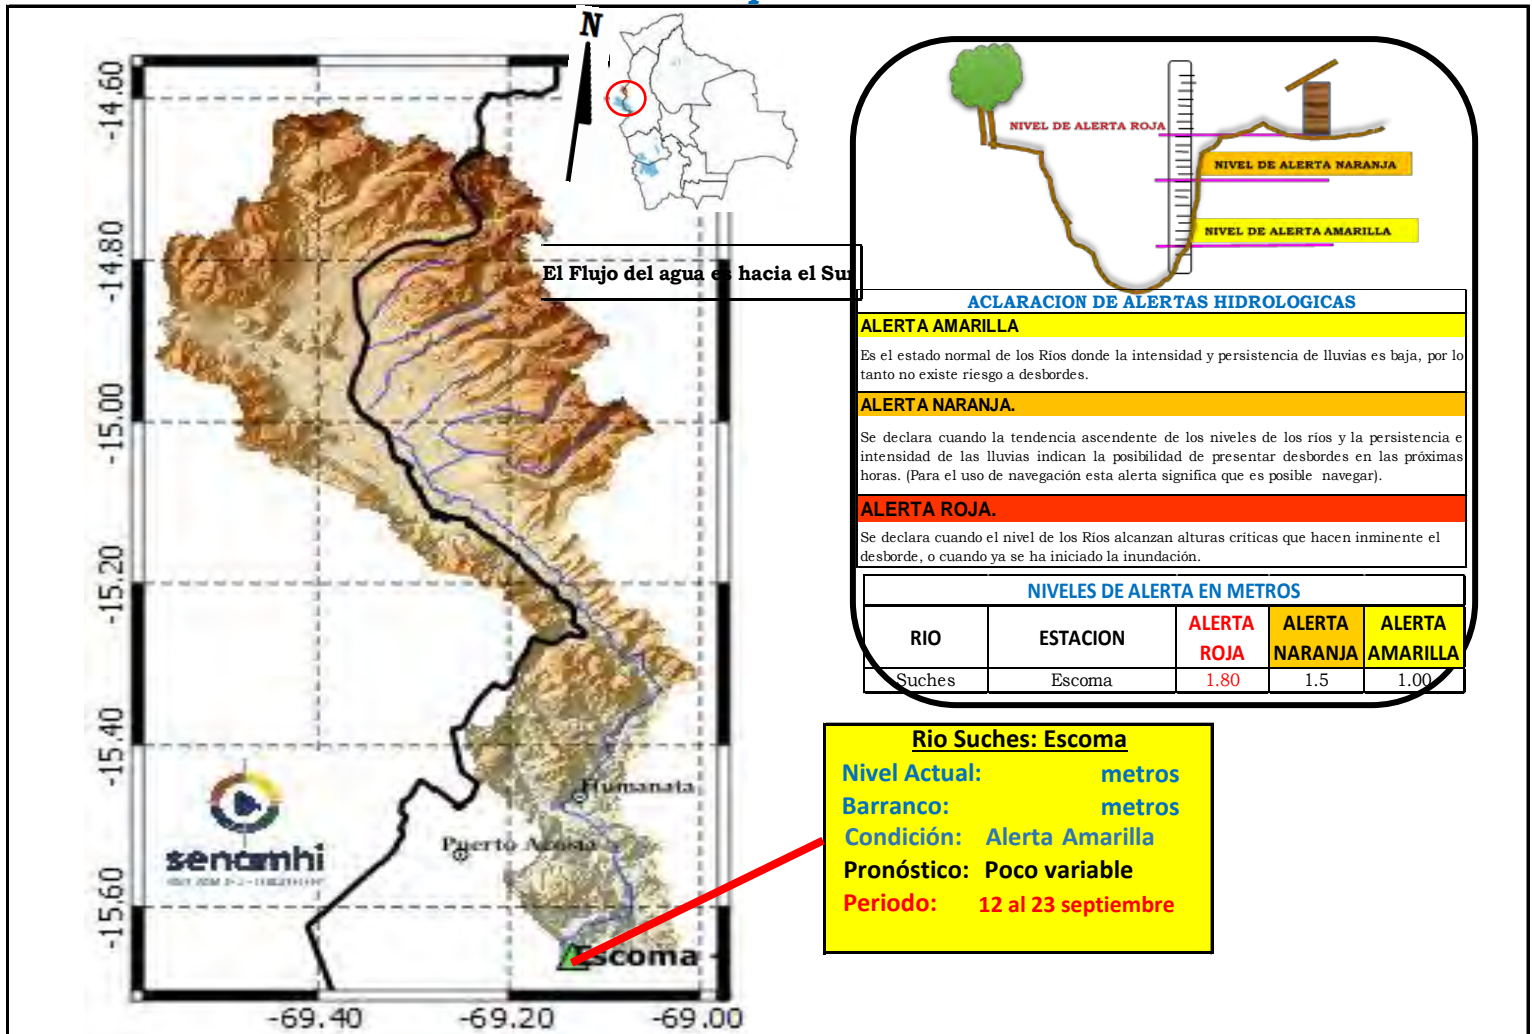 N
-14.60
-14.80
-15.00
-15.20
-15.40
-15.60
-69.40
-69.20
-69.00
El Flujo del agua es hacia el Sur
Humanata
Puerto Acosta
Escoma
senamhi
NIVEL DE ALERTA ROJA
NIVEL DE ALERTA NARANJA
NIVEL DE ALERTA AMARILLA
ACLARACION DE ALERTAS HIDROLOGICAS
ALERTA AMARILLA
Es el estado normal de los Ríos donde la intensidad y persistencia de lluvias es baja, por lo
tanto no existe riesgo a desbordes.
ALERTA NARANJA.
Se declara cuando la tendencia ascendente de los niveles de los ríos y la persistencia e
intensidad de las lluvias indican la posibilidad de presentar desbordes en las próximas
horas. (Para el uso de navegación esta alerta significa que es posible navegar).
ALERTA ROJA.
Se declara cuando el nivel de los Ríos alcanzan alturas críticas que hacen inminente el
desborde, o cuando ya se ha iniciado la inundación.
NIVELES DE ALERTA EN METROS
RIO ESTACION ALERTA ROJA ALERTA NARANJA ALERTA AMARILLA
Suches Escoma 1.80 1.5 1.00
Rio Suches: Escoma
Nivel Actual: metros
Barranco: metros
Condición: Alerta Amarilla
Pronóstico: Poco variable
Periodo: 12 al 23 septiembre